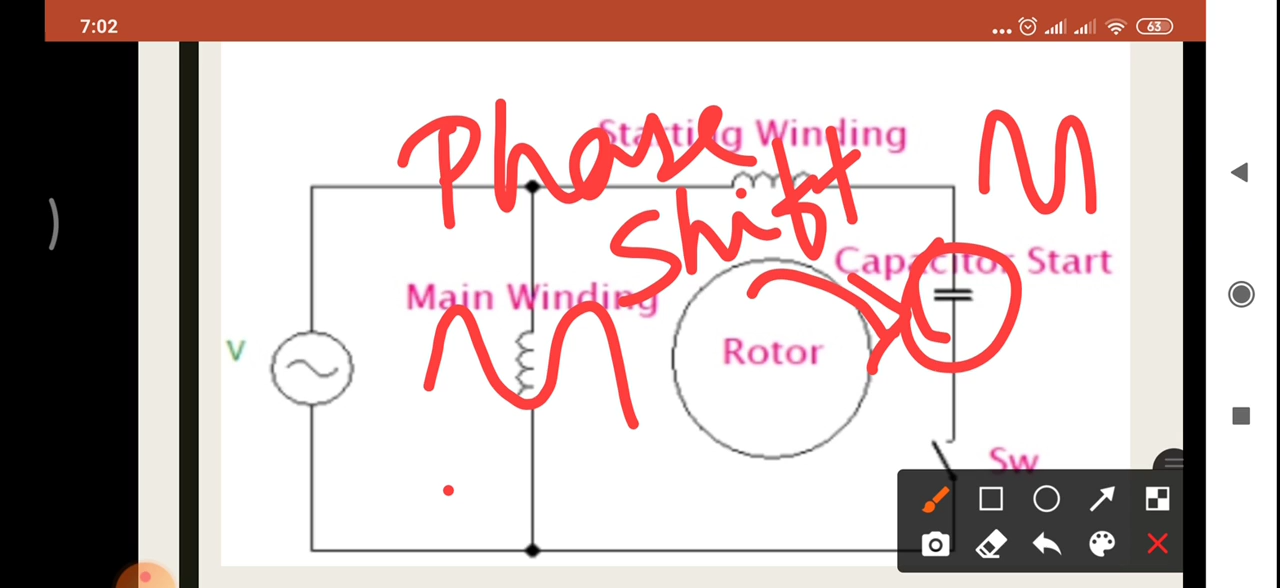 7:02
63
Phase
Starting Winding
shift
M
Capacitor Start
Main Winding
V
Rotor
Sw